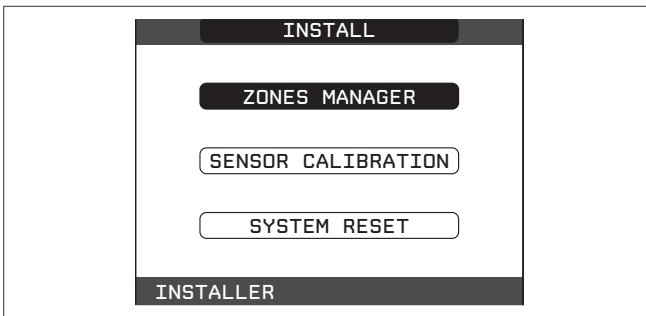 INSTALL
ZONES MANAGER
SENSOR CALIBRATION
SYSTEM RESET
INSTALLER